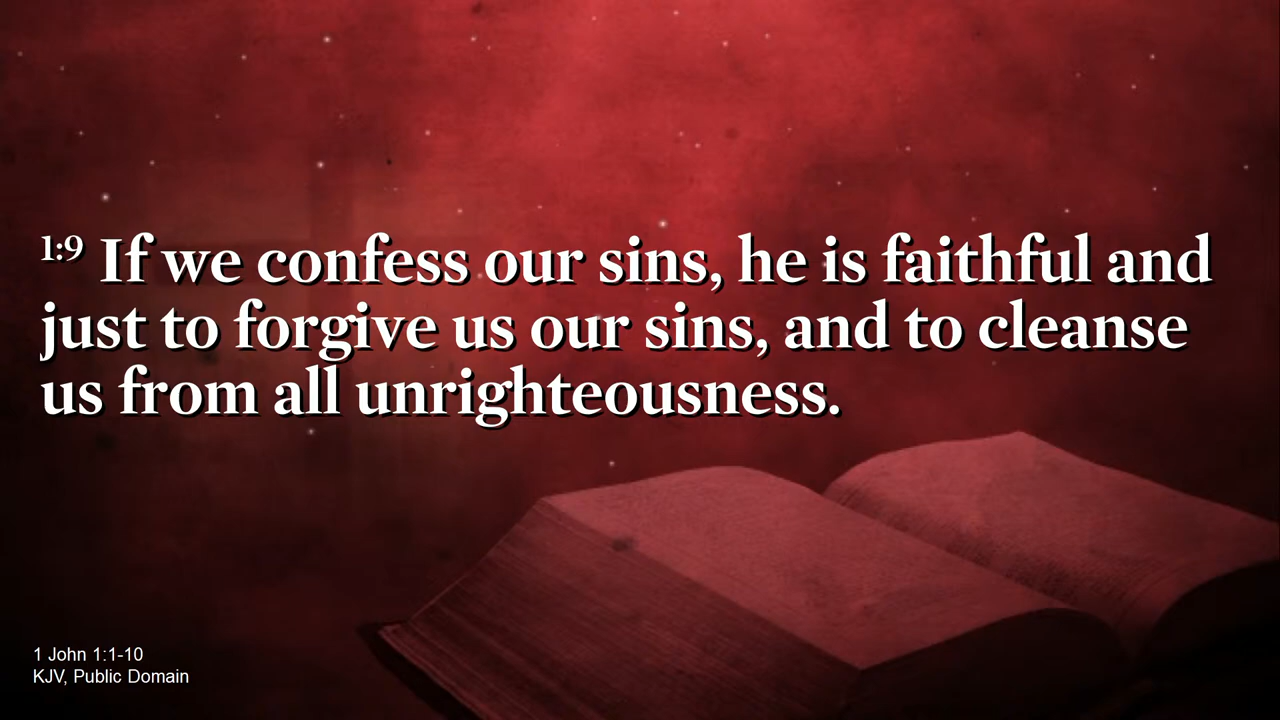 1:9 If we confess our sins, he is faithful and
just to forgive us our sins, and to cleanse
us from all unrighteousness.
1 John 1:1-10
KJV, Public Domain